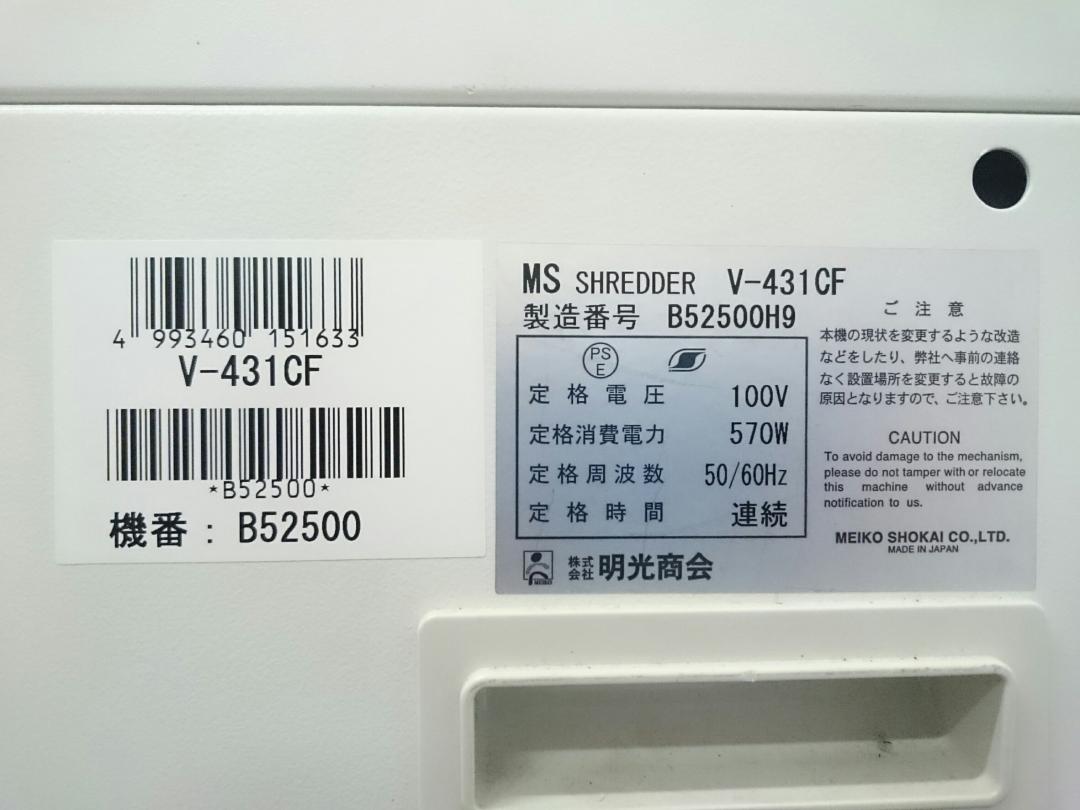 4 993460 151633
V-431CF
*B52500*
機番: B52500
MS SHREDDER V-431CF
製造番号 B52500H9
PS
E
定格電圧 100V
定格消費電力 570W
定格周波数 50/60Hz
定格時間 連続
株式
会社 明光商会
MEIKO
ご注意
本機の現状を変更するような改造
などをしたり、弊社へ事前の連絡
なく設置場所を変更すると故障の
原因となりますので、ご注意下さい。
CAUTION
To avoid damage to the mechanism,
please do not tamper with or relocate
this machine without advance
notification to us.
MEIKO SHOKAI CO.,LTD.
MADE IN JAPAN